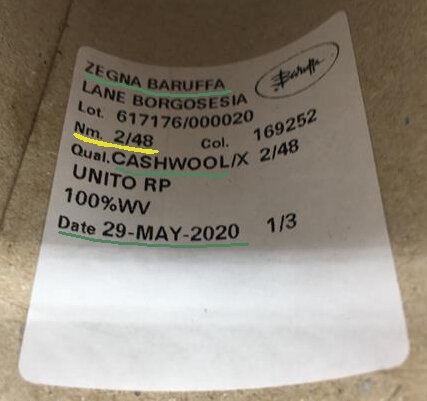 ZEGNA BARUFFA
Baruffa
LANE BORGOSESIA
Lot. 617176/000020
Nm. 2/48 Col. 169252
Qual.CASHWOOL/X 2/48
UNITO RP
100%WV
Date 29-MAY-2020 1/3